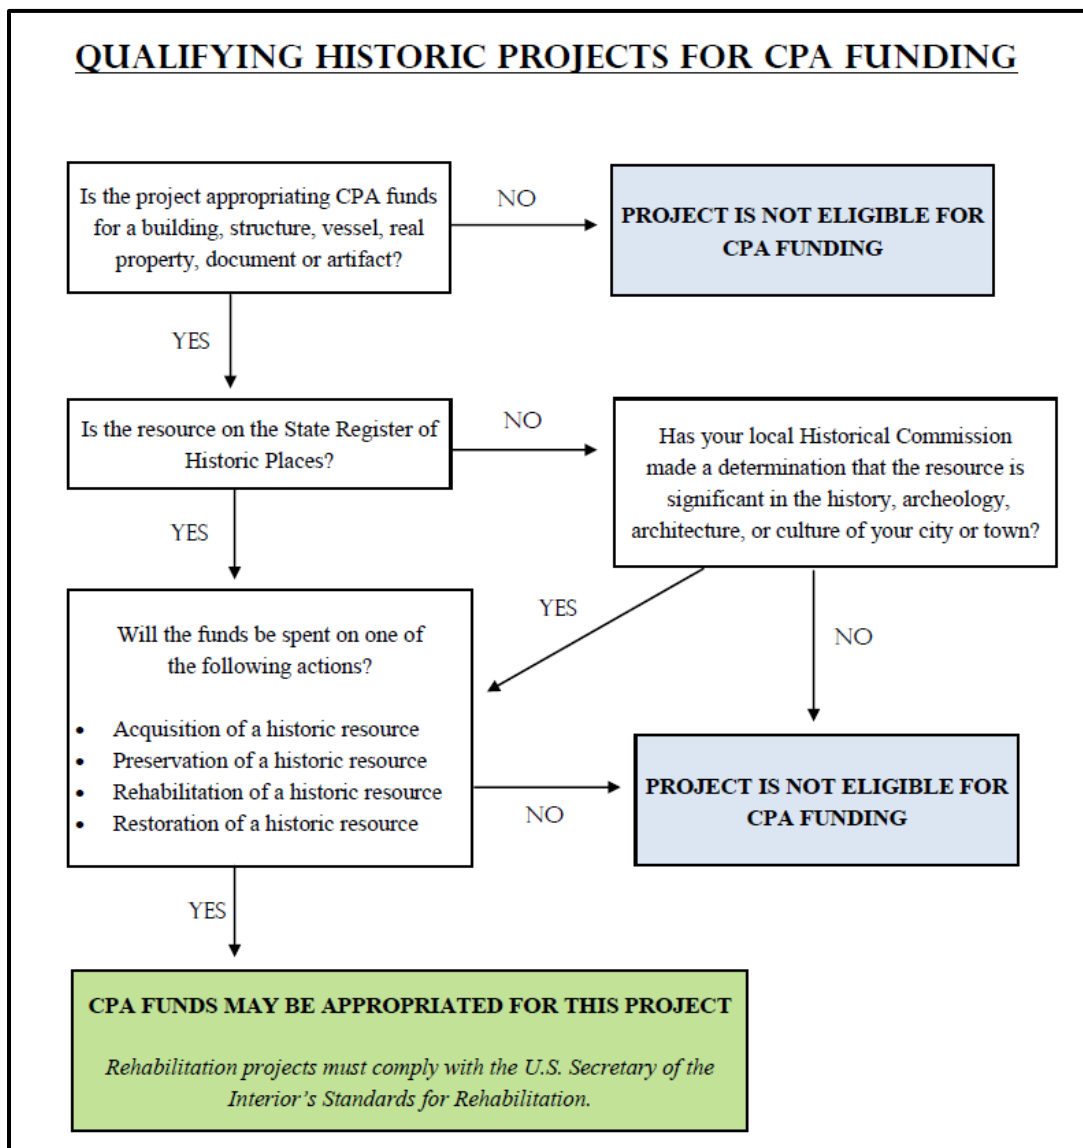 QUALIFYING HISTORIC PROJECTS FOR CPA FUNDING
Is the project appropriating CPA funds
for a building, structure, vessel, real
property, document or artifact?
NO
PROJECT IS NOT ELIGIBLE FOR
CPA FUNDING
YES
Is the resource on the State Register of
Historic Places?
NO
Has your local Historical Commission
made a determination that the resource is
significant in the history, archeology,
architecture, or culture of your city or town?
YES
YES
NO
Will the funds be spent on one of
the following actions?
• Acquisition of a historic resource
• Preservation of a historic resource
• Rehabilitation of a historic resource
• Restoration of a historic resource
NO
PROJECT IS NOT ELIGIBLE FOR
CPA FUNDING
YES
CPA FUNDS MAY BE APPROPRIATED FOR THIS PROJECT
Rehabilitation projects must comply with the U.S. Secretary of the
Interior's Standards for Rehabilitation.